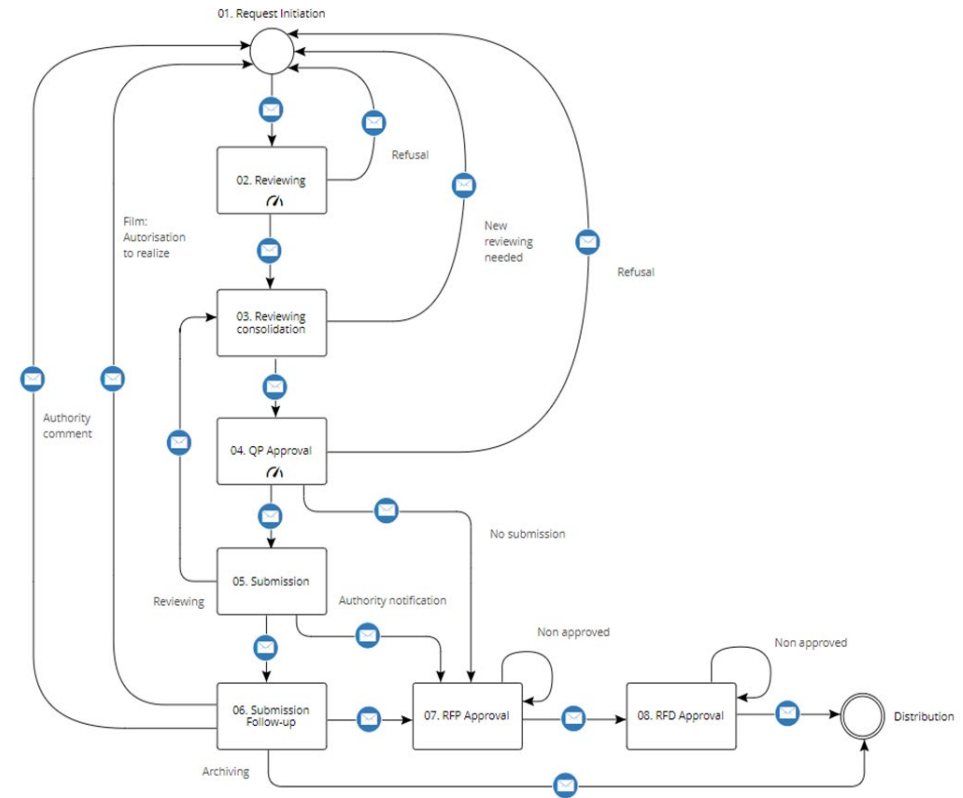 01. Request Initiation
Refusal
02. Reviewing
Film:
Autorisation
to realize
New
reviewing
needed
Refusal
03. Reviewing
consolidation
Authority
comment
04. QP Approval
No submission
05. Submission
Reviewing
Authority notification
Non approved
Non approved
06. Submission
Follow-up
07. RFP Approval
08. RFD Approval
Distribution
Archiving